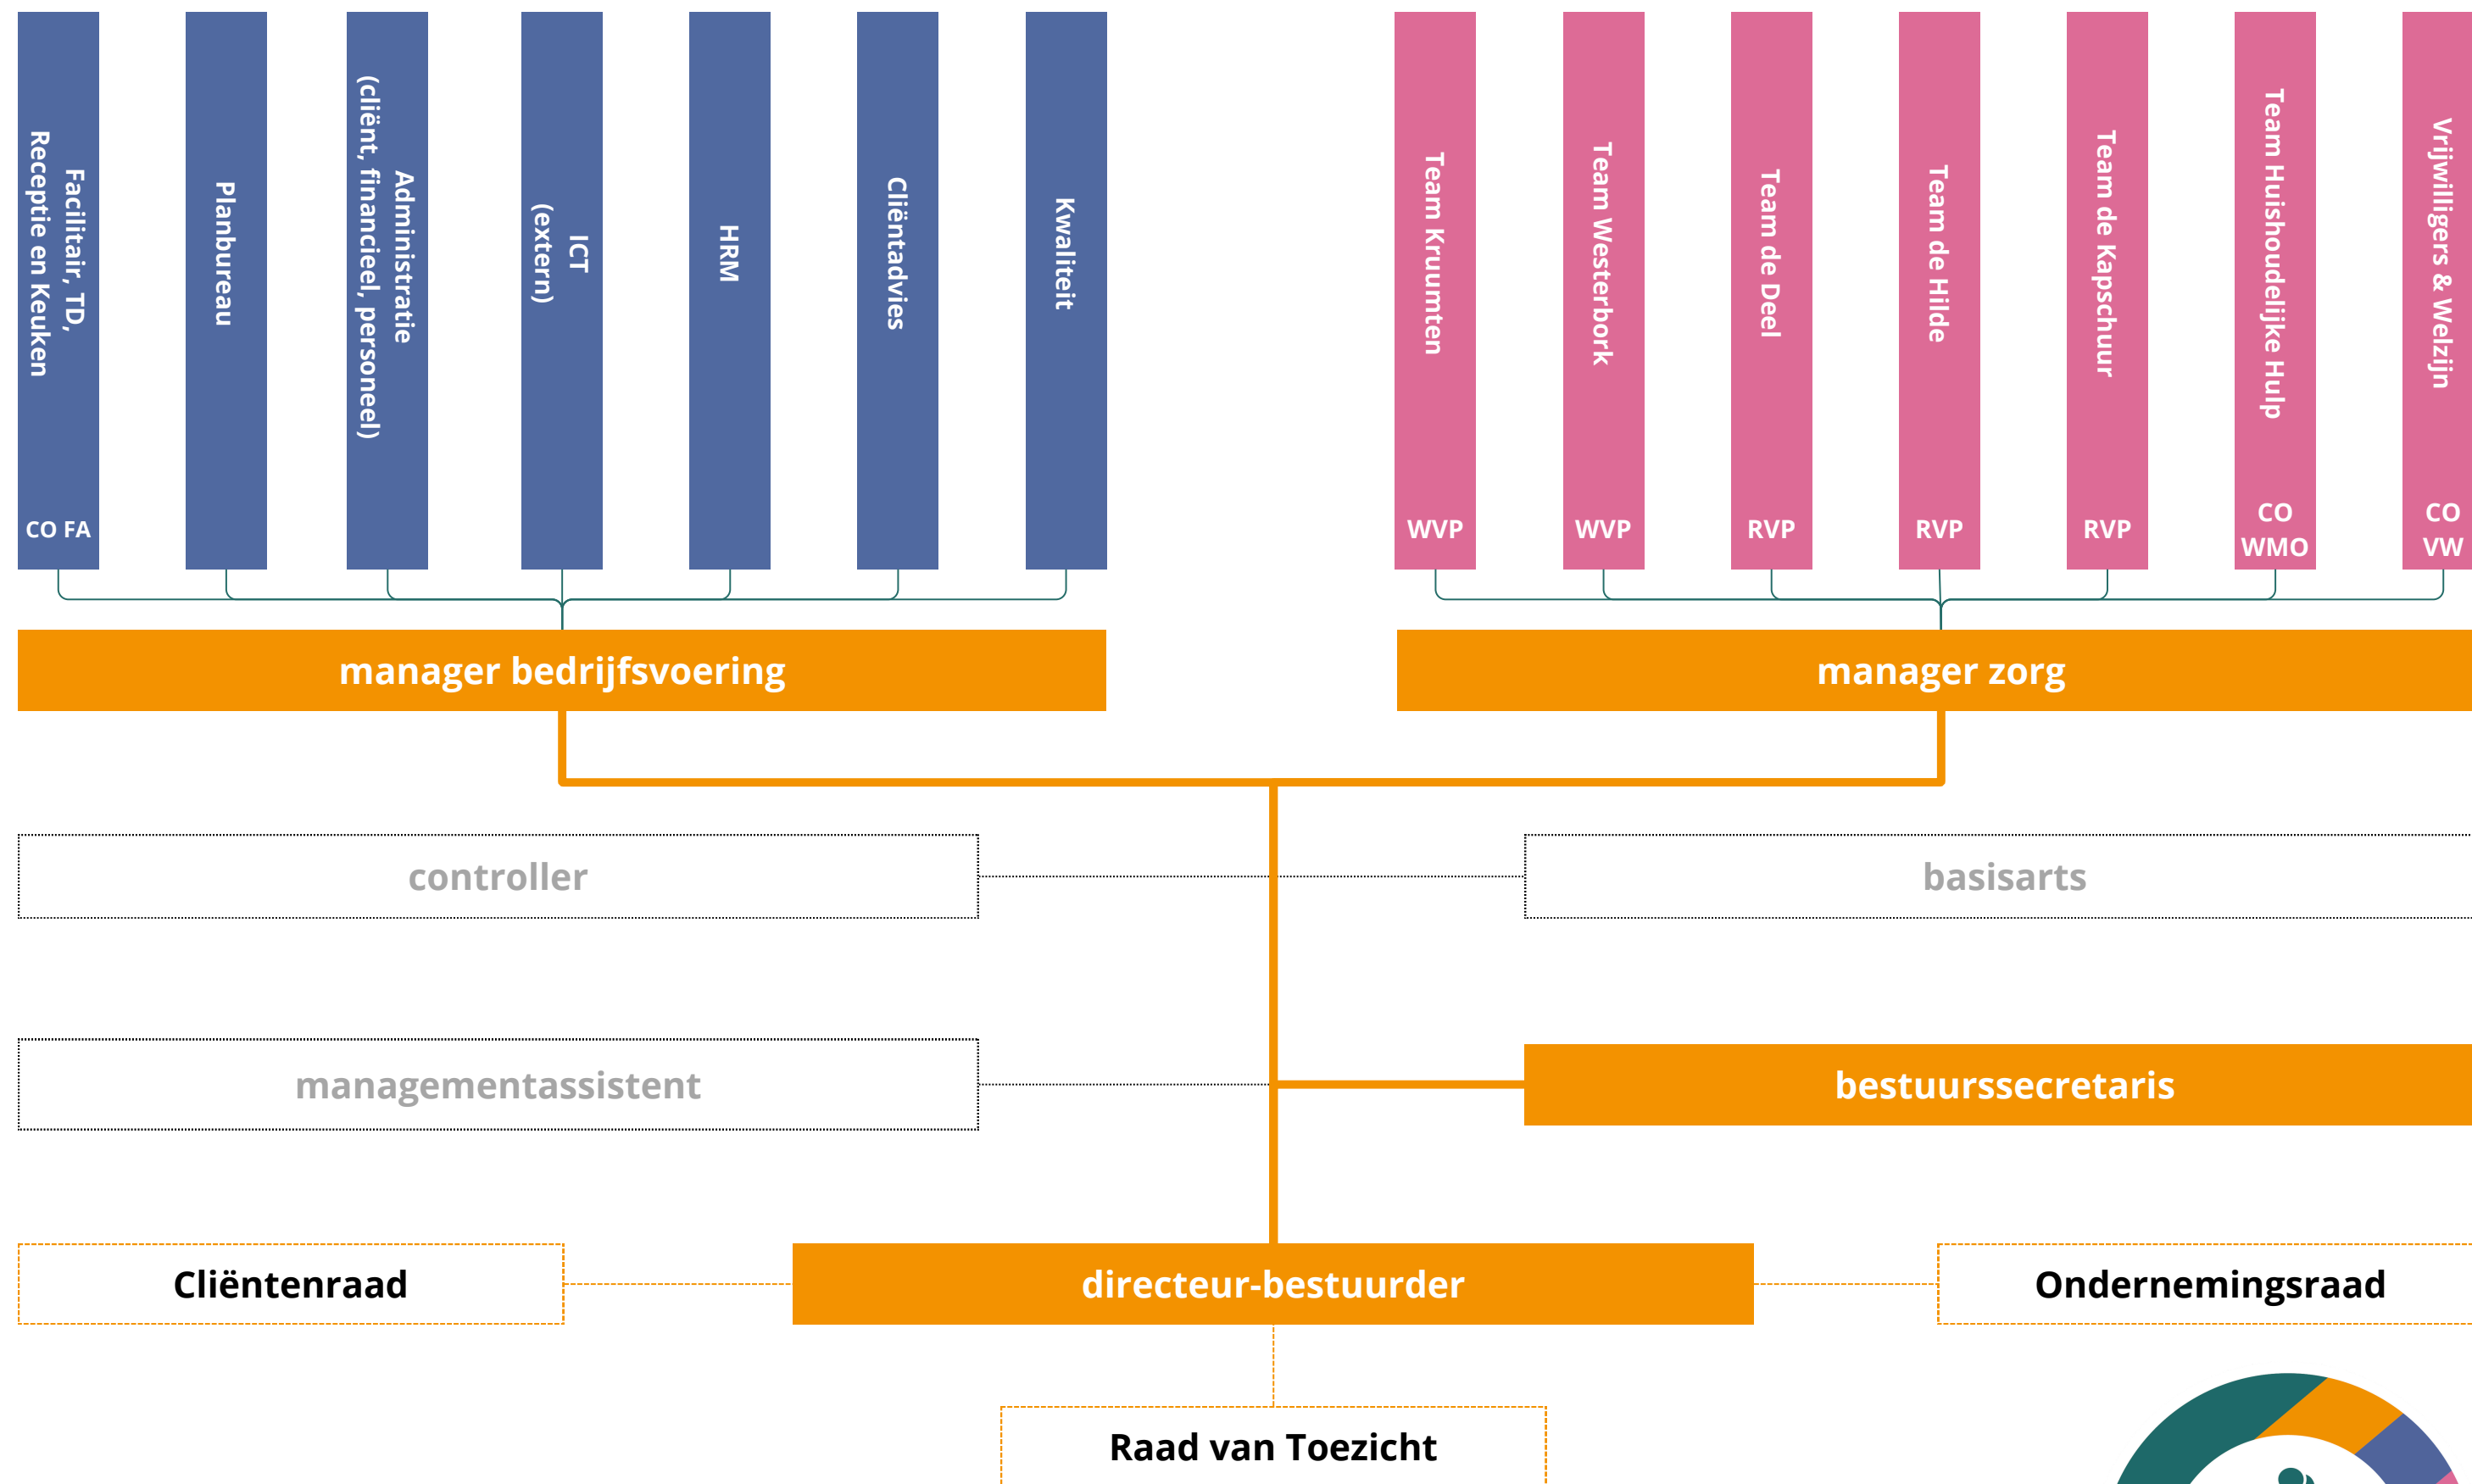 Facilitair, TD,
Receptie en Keuken
CO FA
Planbureau
Administratie
(cliënt, financieel, personeel)
ICT
(extern)
HRM
Cliëntadvies
Kwaliteit
Team Kruumten
WVP
Team Westerbork
WVP
Team de Deel
RVP
Team de Hilde
RVP
Team de Kapschuur
RVP
Team Huishoudelijke Hulp
CO
WMO
Vrijwilligers & Welzijn
CO
VW
manager bedrijfsvoering
manager zorg
controller
basisarts
managementassistent
bestuurssecretaris
Cliëntenraad
directeur-bestuurder
Ondernemingsraad
Raad van Toezicht